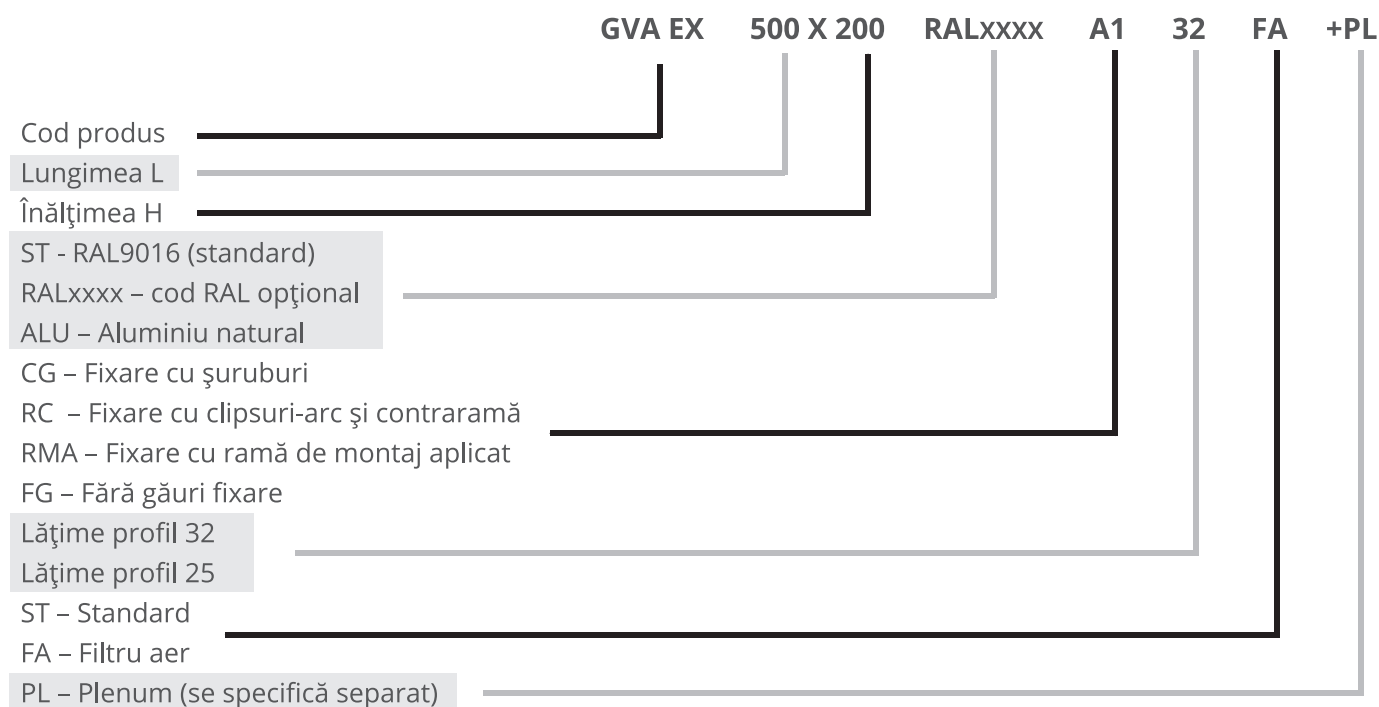 GVA EX 500 X 200 RALxxxx A1 32 FA +PL
Cod produs
Lungimea L
Înălţimea H
ST - RAL9016 (standard)
RALxxxx – cod RAL opţional
ALU – Aluminiu natural
CG – Fixare cu şuruburi
RC – Fixare cu clipsuri-arc şi contraramă
RMA – Fixare cu ramă de montaj aplicat
FG – Fără găuri fixare
Lăţime profil 32
Lăţime profil 25
ST – Standard
FA – Filtru aer
PL – Plenum (se specifică separat)